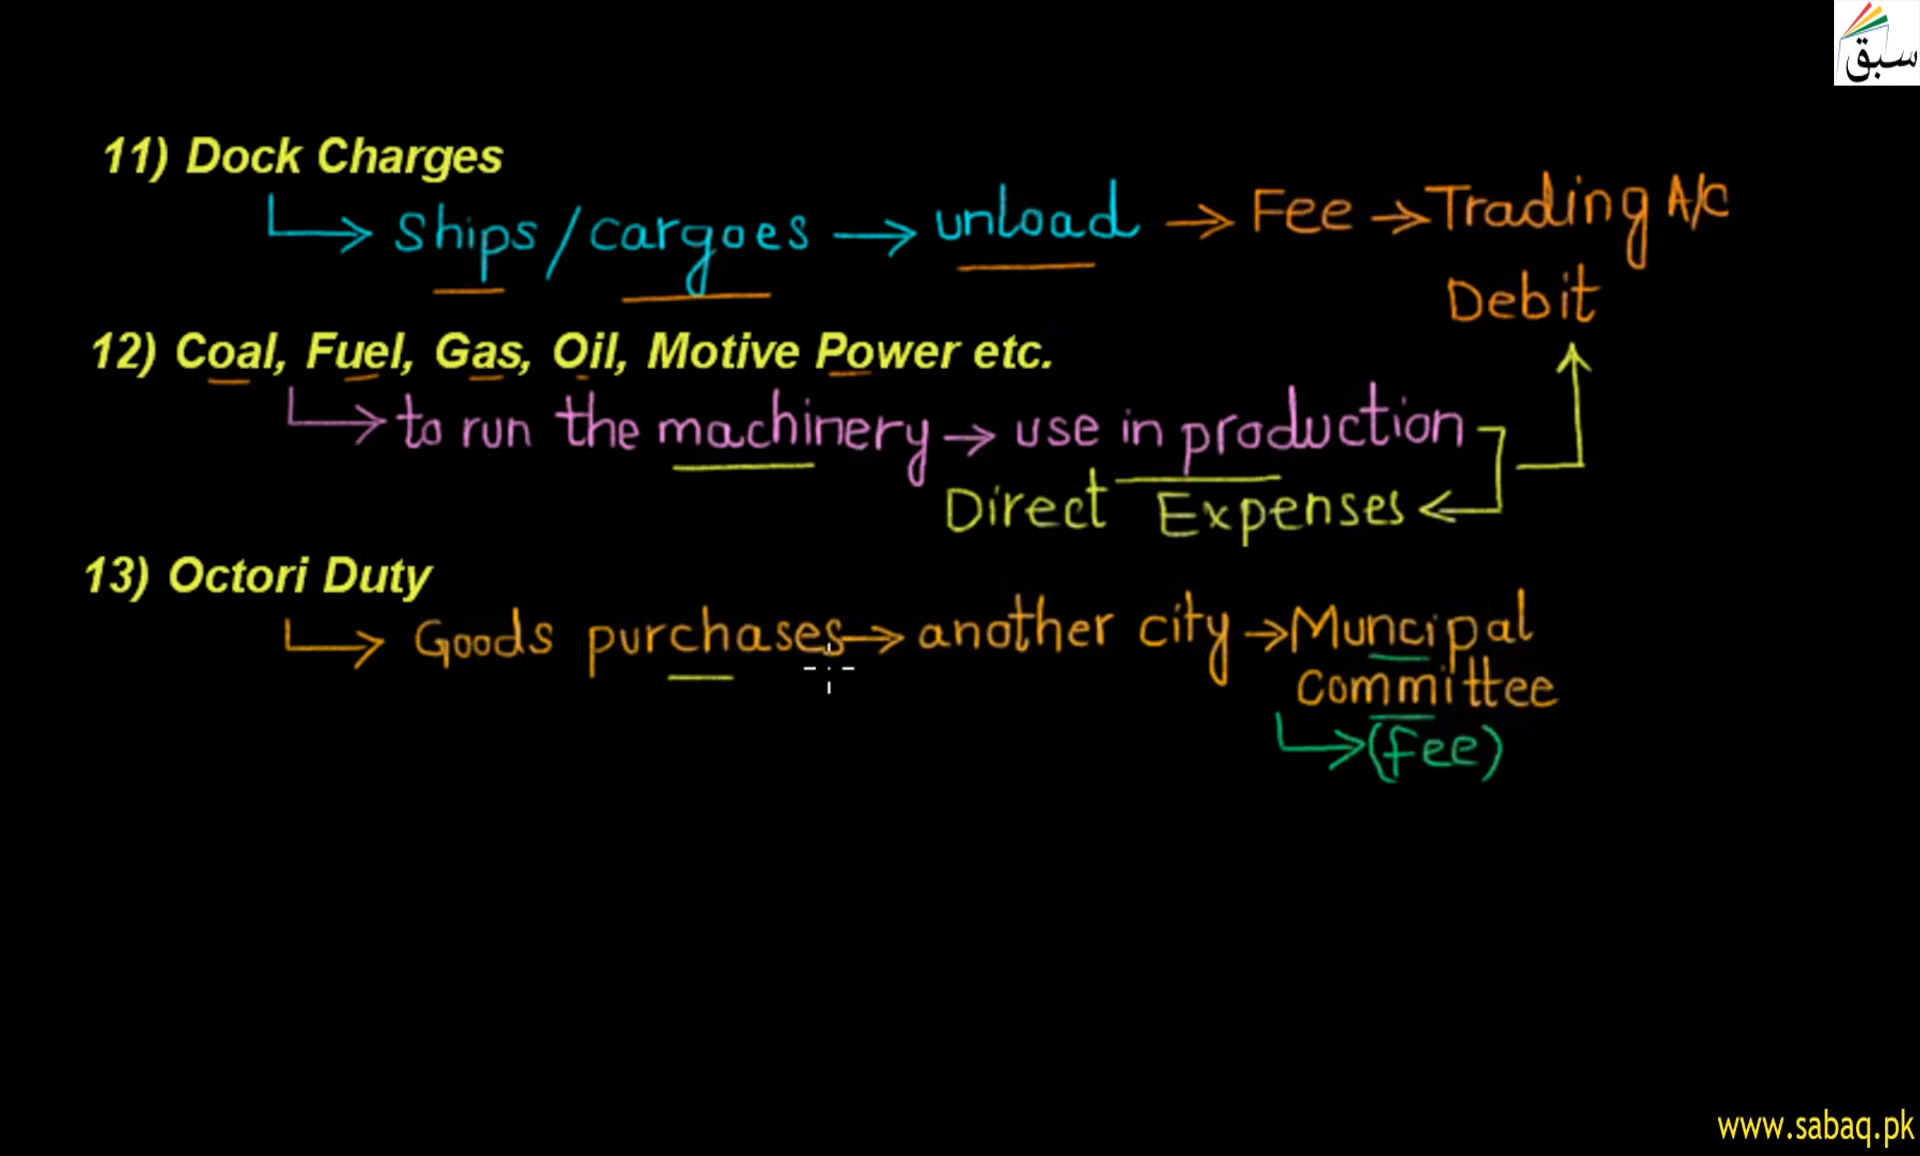 سبق
11) Dock Charges
Ships/cargoes → unload → Fee → Trading A/C
Debit
12) Coal, Fuel, Gas, Oil, Motive Power etc.
to run the machinery → use in production
Direct Expenses
13) Octori Duty
Goods purchases → another city → Muncipal
Committee
(Fee)
www.sabaq.pk